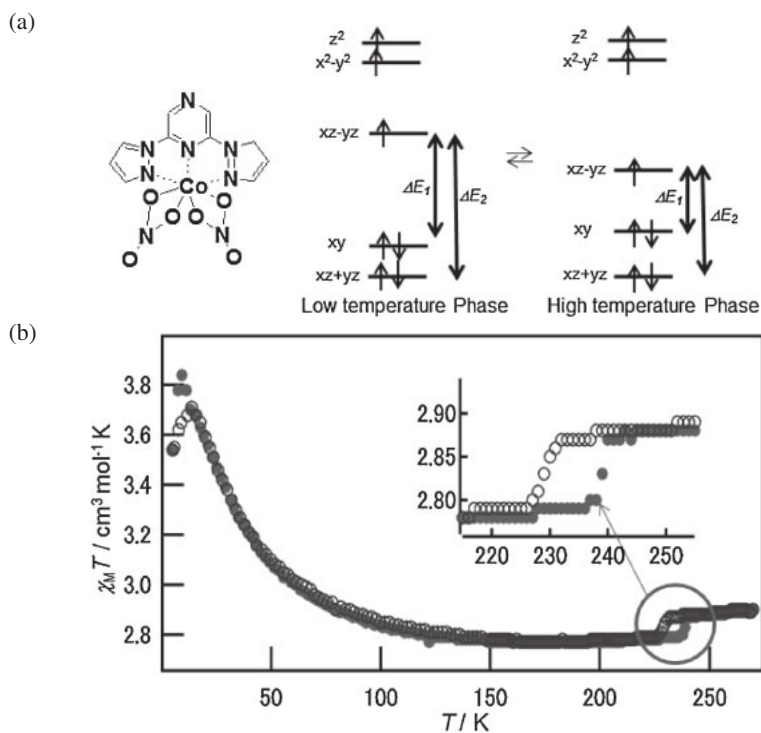 (a)
z²
x²-y²
xz-yz
ΔE₁
ΔE₂
xy
xz+yz
Low temperature Phase
z²
x²-y²
xz-yz
ΔE₁
ΔE₂
xy
xz+yz
High temperature Phase
N
N N N N N
Co
O O O O
N N
O O
(b)
χ_M T / cm³ mol⁻¹ K
3.8
3.6
3.4
3.2
3.0
2.8
2.90
2.85
2.80
220 230 240 250
50 100 150 200 250
T / K